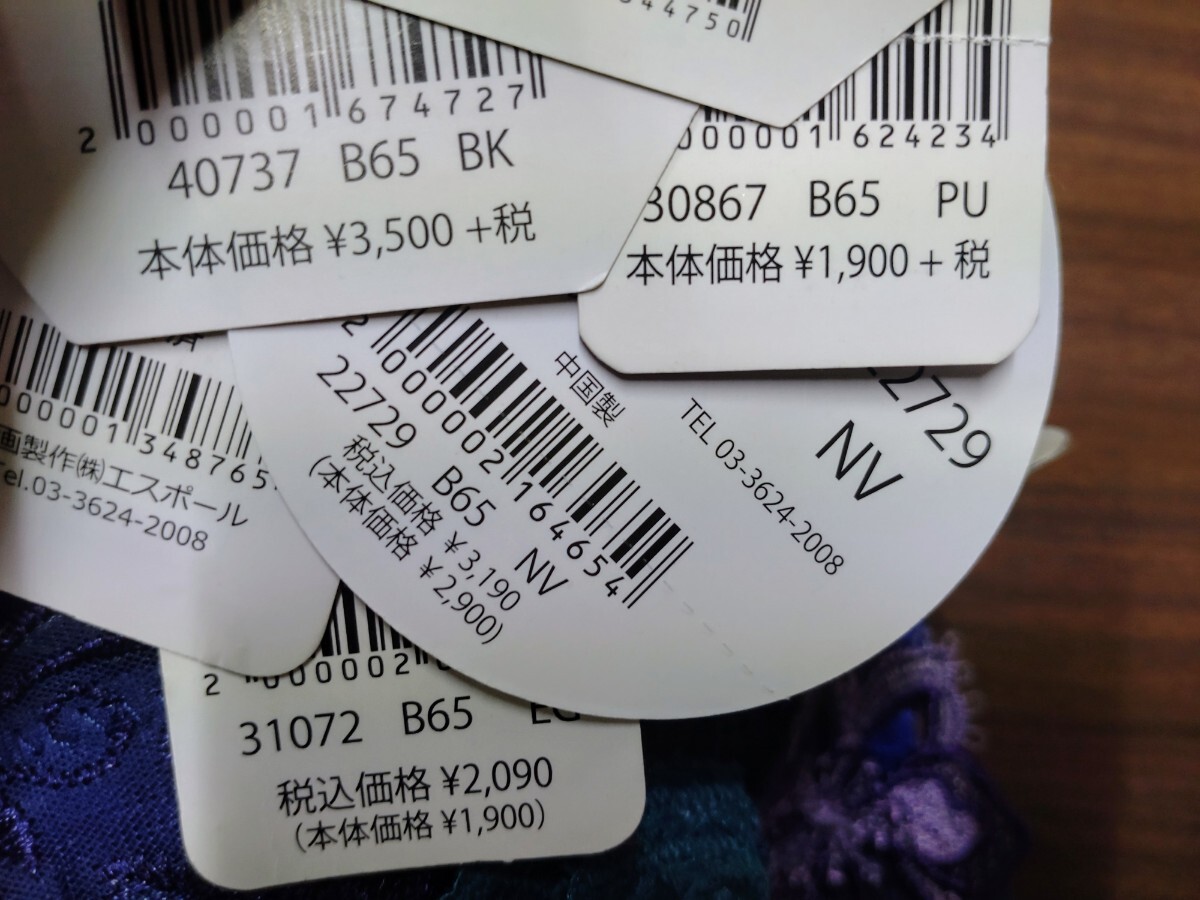 44750
2 000001 674727
40737 B65 BK
本体価格 ¥3,500 +税
000001 624234
30867 B65 PU
本体価格 ¥1,900 + 税
000001 348765
画製作㈱エスポール
Tel.03-3624-2008
2 000002 164654
22729 B65 NV
税込価格 ¥3,190
(本体価格 ¥2,900)
中国製
TEL 03-3624-2008
22729
NV
2 000002
31072 B65
税込価格 ¥2,090
(本体価格 ¥1,900)